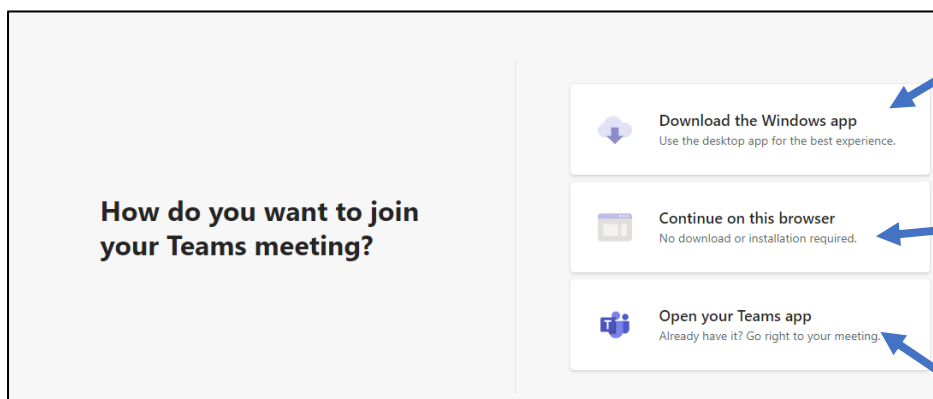 How do you want to join
your Teams meeting?
Download the Windows app
Use the desktop app for the best experience.
Continue on this browser
No download or installation required.
Open your Teams app
Already have it? Go right to your meeting.